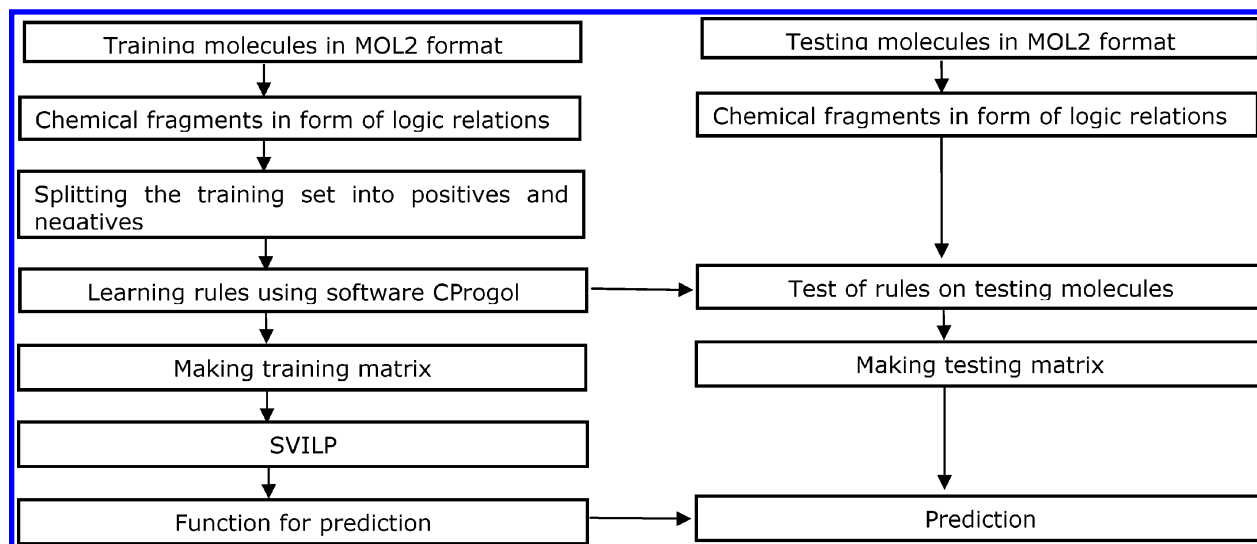 Training molecules in MOL2 format
Chemical fragments in form of logic relations
Splitting the training set into positives and
negatives
Learning rules using software CProgol
Making training matrix
SVILP
Function for prediction
Testing molecules in MOL2 format
Chemical fragments in form of logic relations
Test of rules on testing molecules
Making testing matrix
Prediction